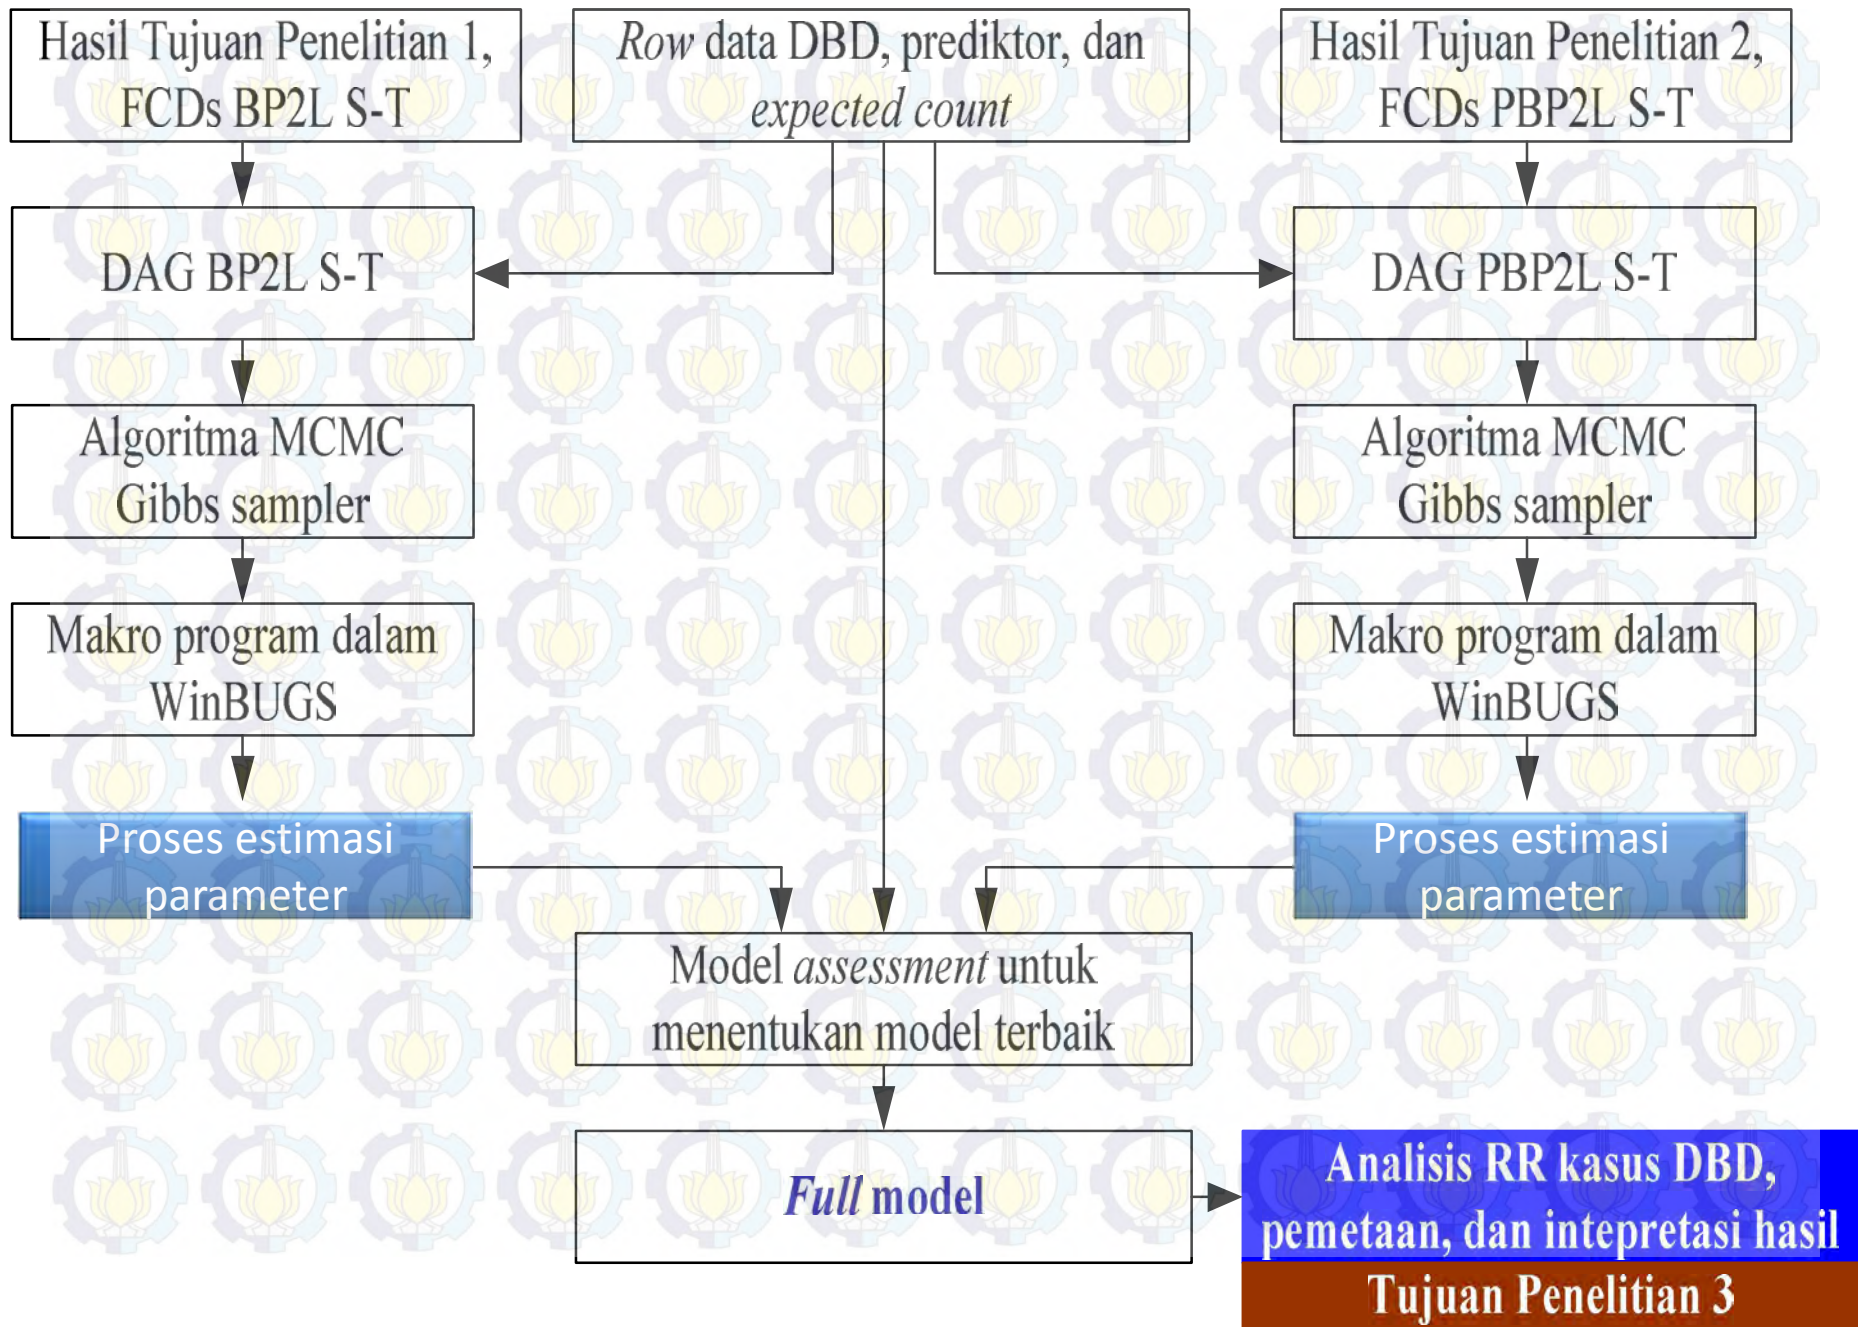 Hasil Tujuan Penelitian 1,
FCDs BP2L S-T
Row data DBD, prediktor, dan
expected count
Hasil Tujuan Penelitian 2,
FCDs PBP2L S-T
DAG BP2L S-T
DAG PBP2L S-T
Algoritma MCMC
Gibbs sampler
Algoritma MCMC
Gibbs sampler
Makro program dalam
WinBUGS
Makro program dalam
WinBUGS
Proses estimasi
parameter
Proses estimasi
parameter
Model assessment untuk
menentukan model terbaik
Full model
Analisis RR kasus DBD,
pemetaan, dan intepretasi hasil
Tujuan Penelitian 3